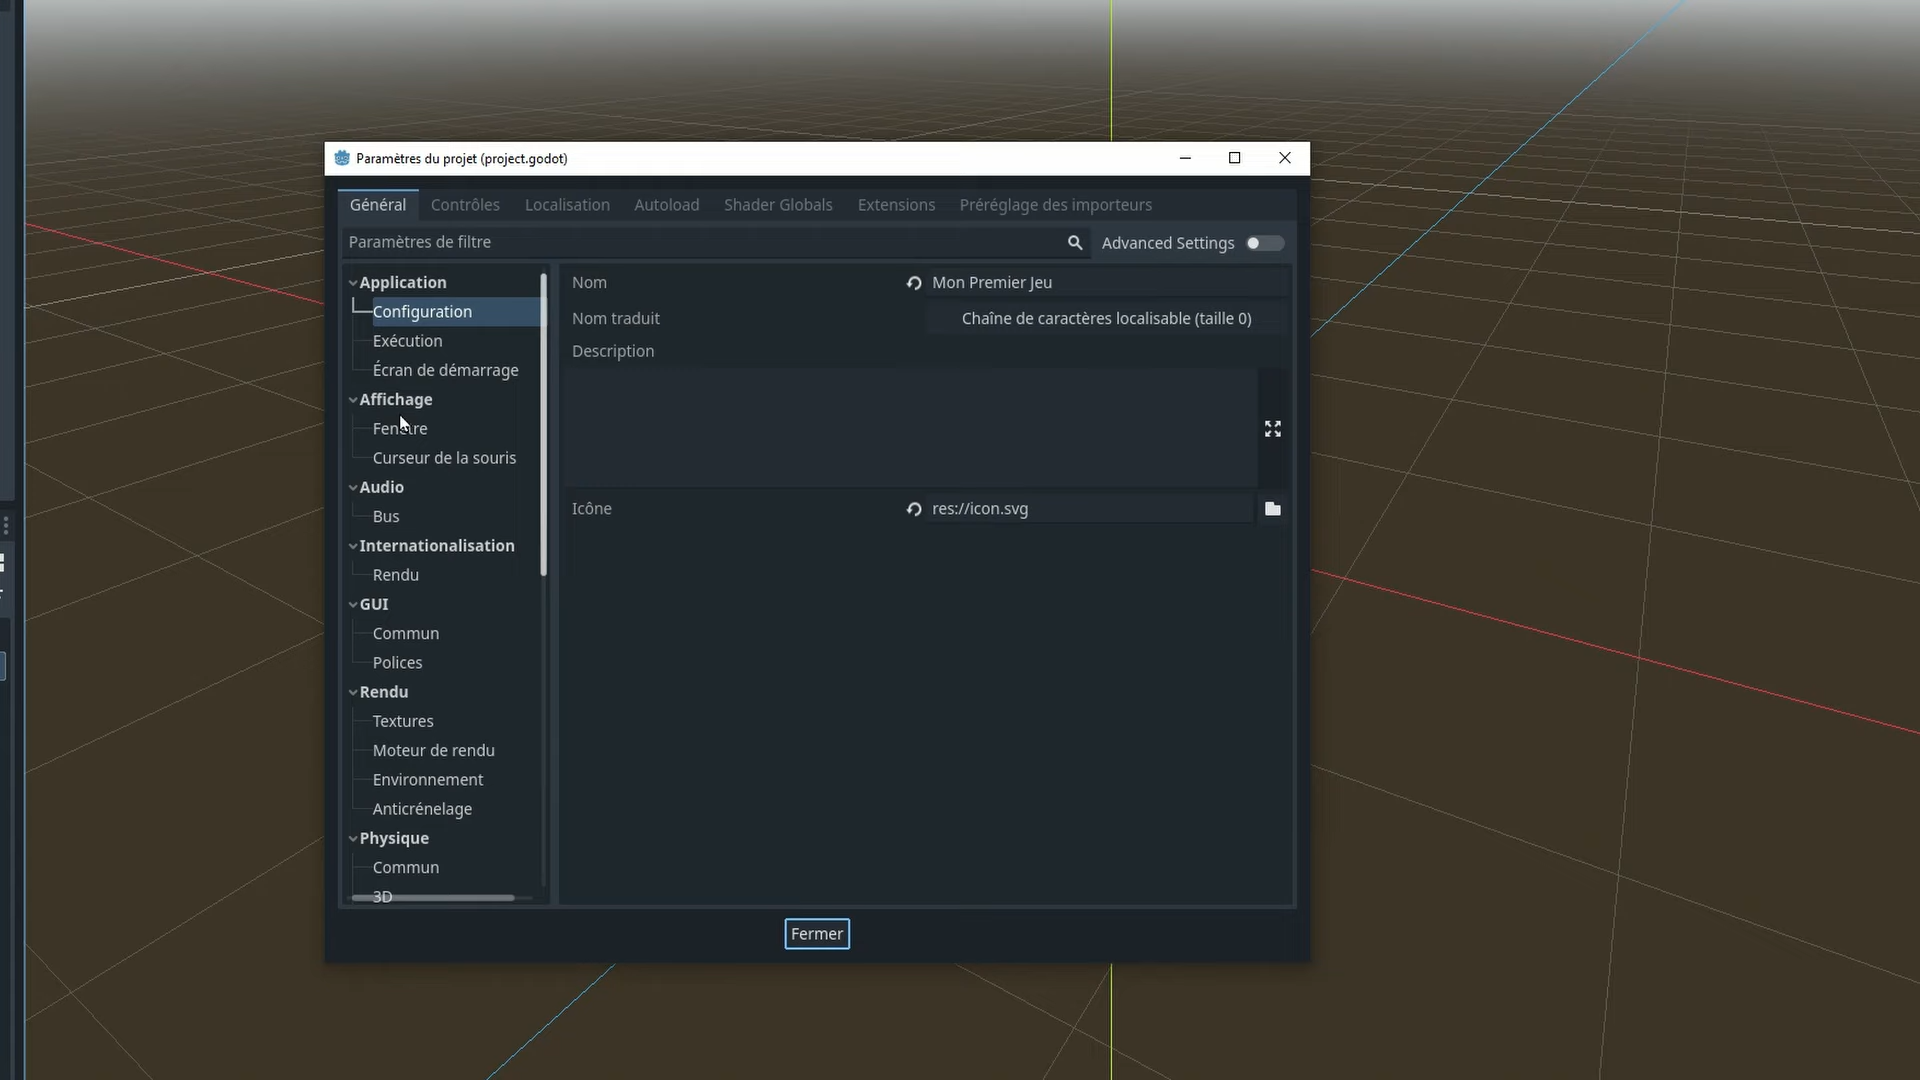 Paramètres du projet (project.godot)
Général Contrôles Localisation Autoload Shader Globals Extensions Préréglage des importeurs
Paramètres de filtre Advanced Settings
Application
Configuration
Exécution
Écran de démarrage
Affichage
Fenêtre
Curseur de la souris
Audio
Bus
Internationalisation
Rendu
GUI
Commun
Polices
Rendu
Textures
Moteur de rendu
Environnement
Anticrénelage
Physique
Commun
3D
Nom Mon Premier Jeu
Nom traduit Chaîne de caractères localisable (taille 0)
Description
Icône res://icon.svg
Fermer